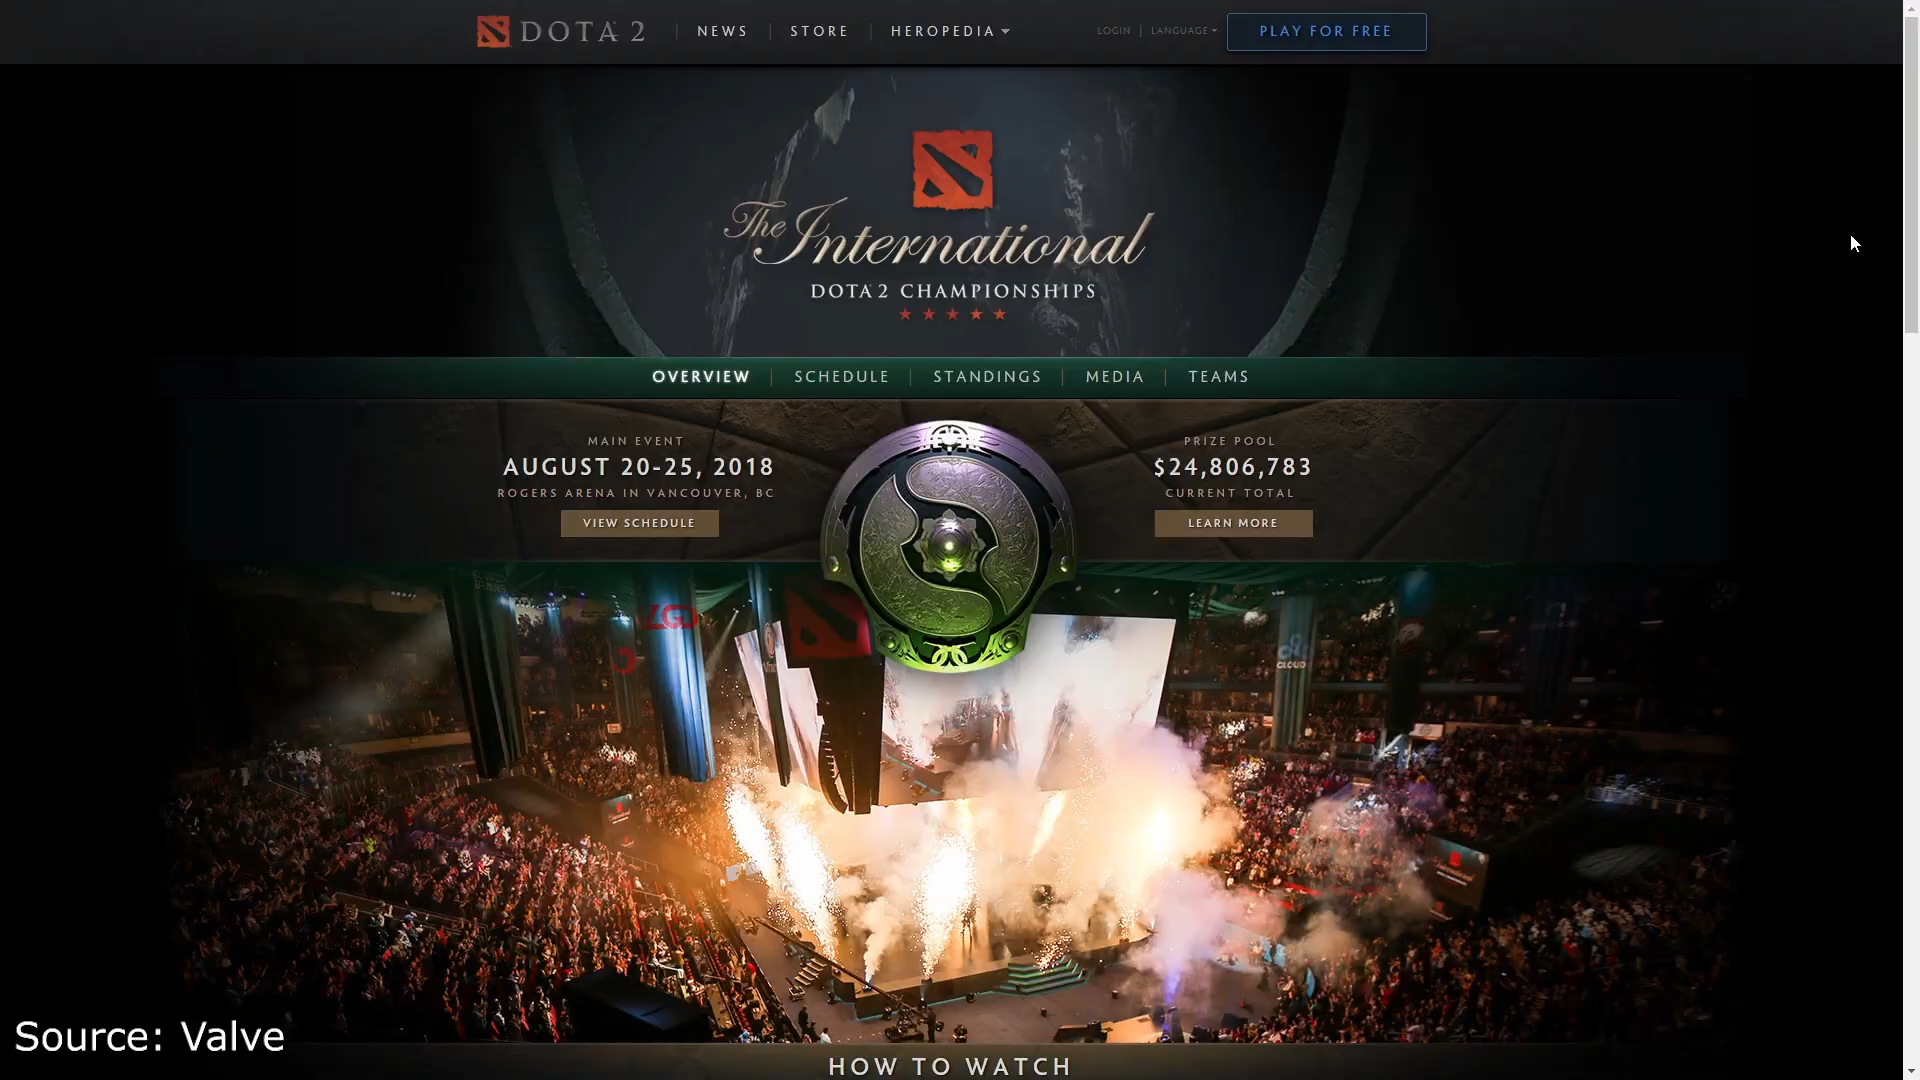 DOTA 2
NEWS
STORE
HEROPEDIA
LOGIN
LANGUAGE
PLAY FOR FREE
The International
DOTA 2 CHAMPIONSHIPS
OVERVIEW
SCHEDULE
STANDINGS
MEDIA
TEAMS
MAIN EVENT
AUGUST 20-25, 2018
ROGERS ARENA IN VANCOUVER, BC
VIEW SCHEDULE
PRIZE POOL
$24,806,783
CURRENT TOTAL
LEARN MORE
LGD
CLOUD
Source: Valve
HOW TO WATCH